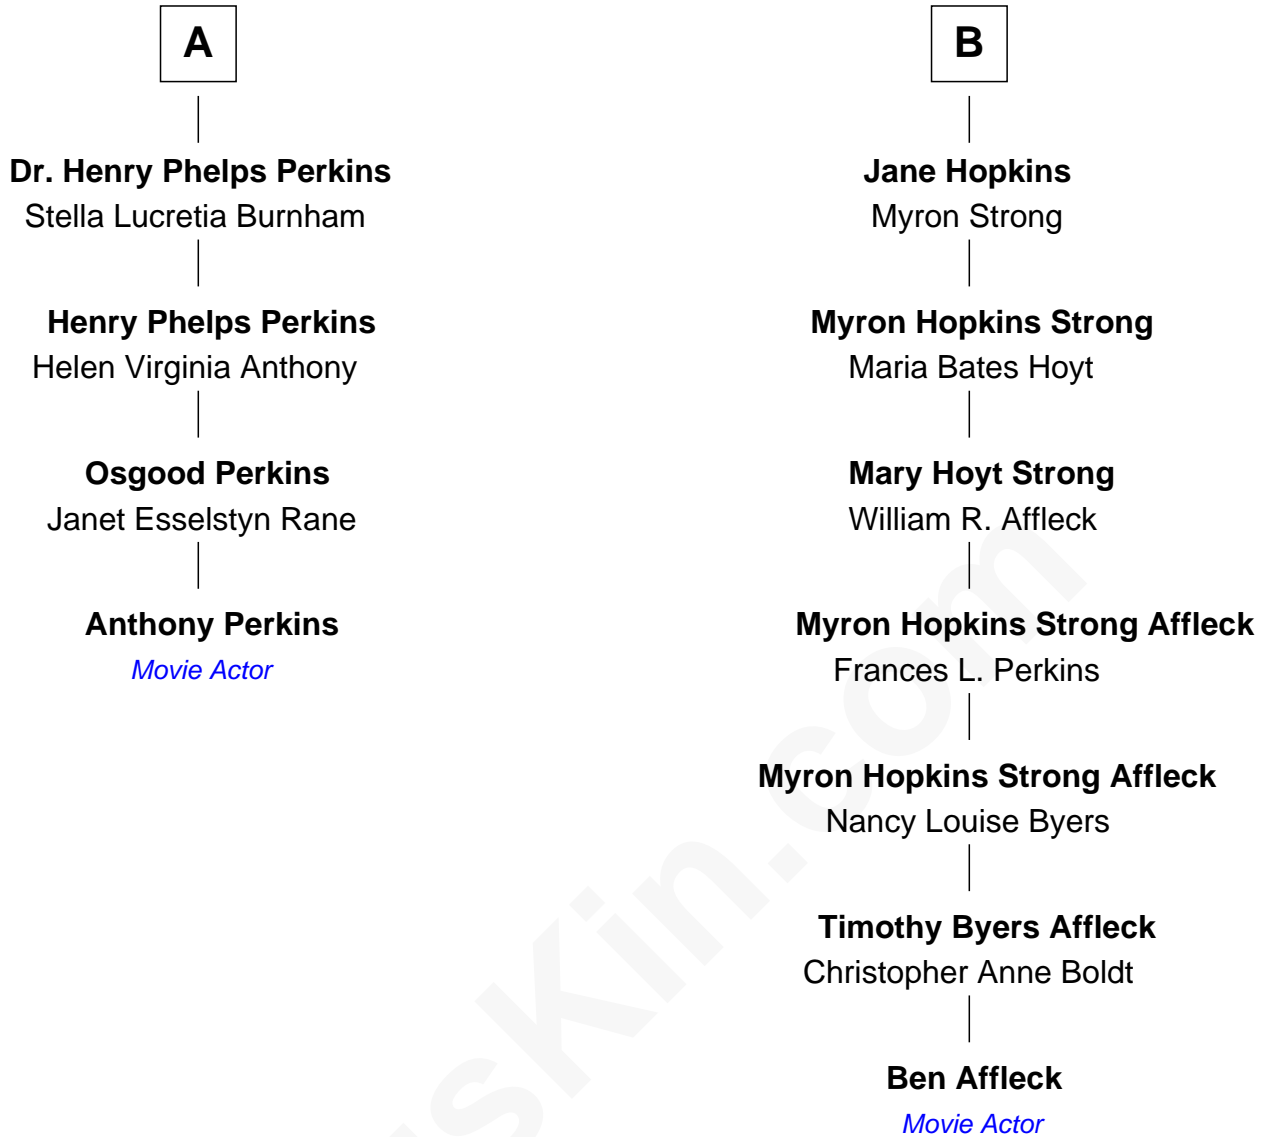 A
Dr. Henry Phelps Perkins
Stella Lucretia Burnham
Henry Phelps Perkins
Helen Virginia Anthony
Osgood Perkins
Janet Esselstyn Rane
Anthony Perkins
Movie Actor
B
Jane Hopkins
Myron Strong
Myron Hopkins Strong
Maria Bates Hoyt
Mary Hoyt Strong
William R. Affleck
Myron Hopkins Strong Affleck
Frances L. Perkins
Myron Hopkins Strong Affleck
Nancy Louise Byers
Timothy Byers Affleck
Christopher Anne Boldt
Ben Affleck
Movie Actor
sKin.com